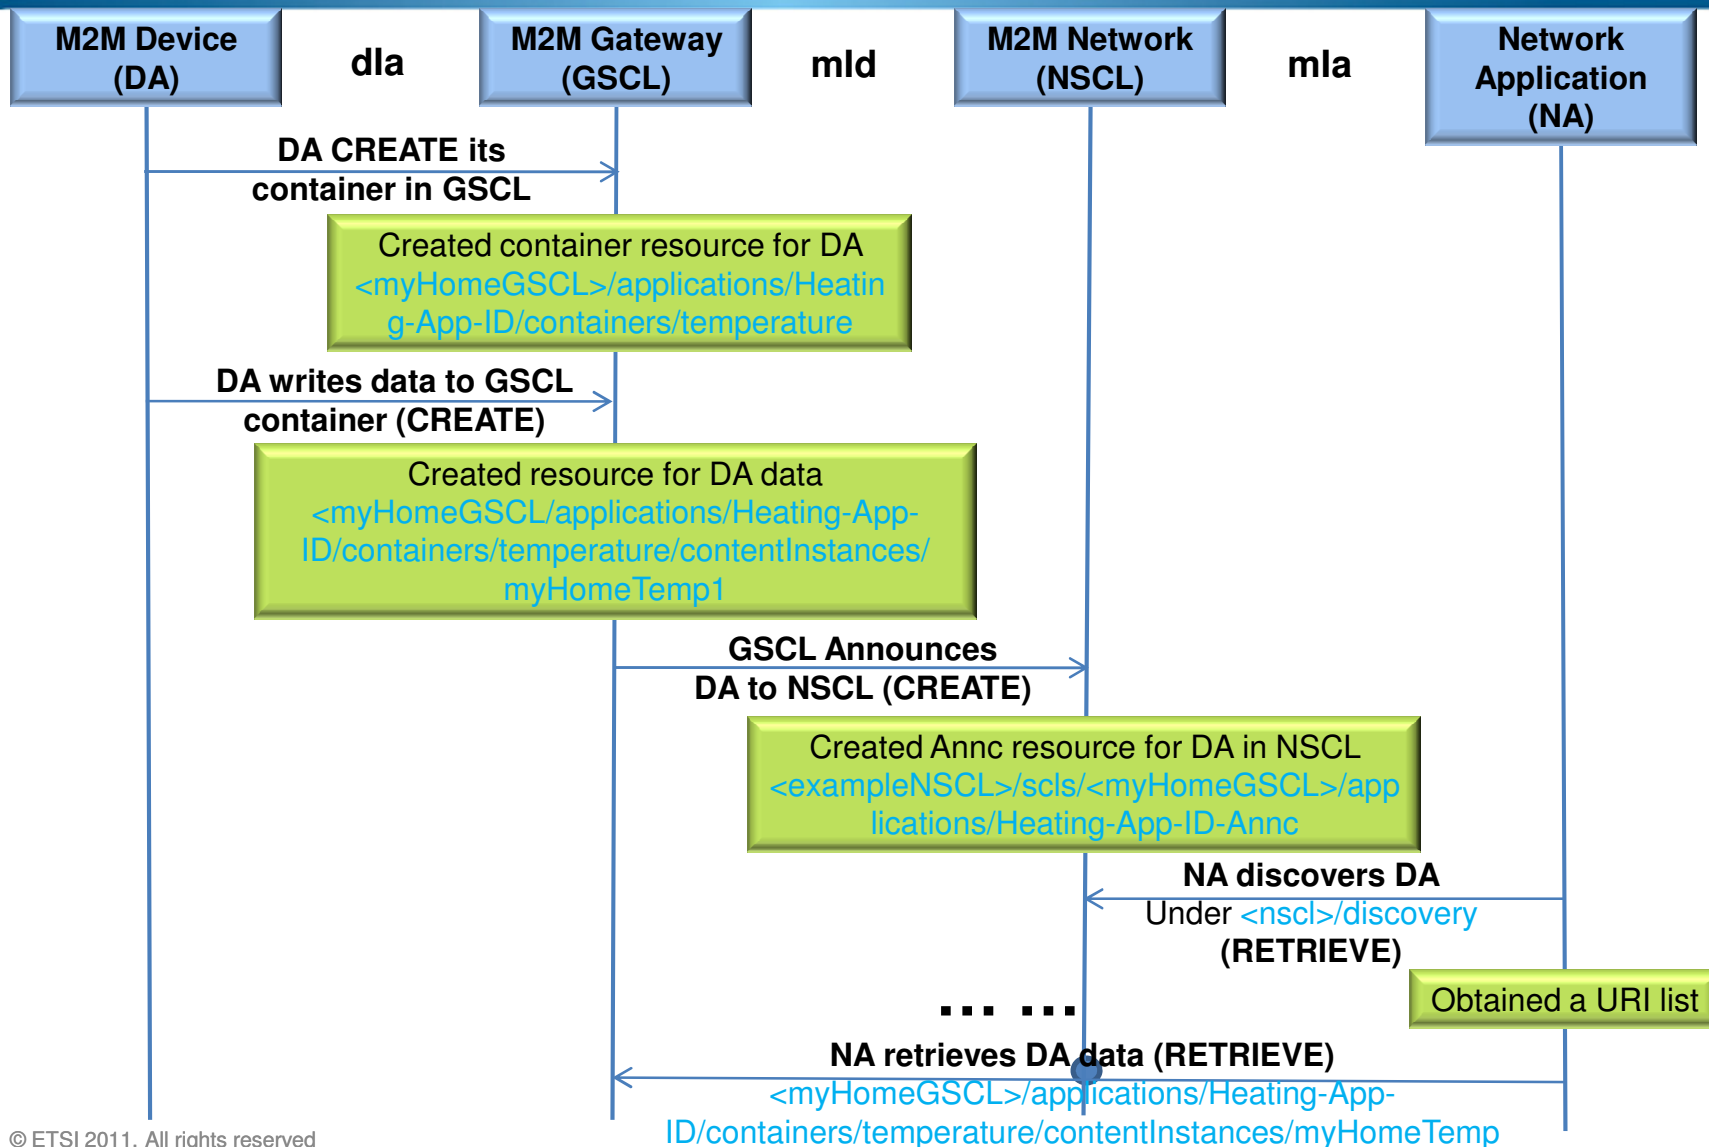 M2M Device
(DA)
dIa
M2M Gateway
(GSCL)
mId
M2M Network
(NSCL)
mIa
Network
Application
(NA)
DA CREATE its
container in GSCL
Created container resource for DA
<myHomeGSCL>/applications/Heatin
g-App-ID/containers/temperature
DA writes data to GSCL
container (CREATE)
Created resource for DA data
<myHomeGSCL/applications/Heating-App-
ID/containers/temperature/contentInstances/
myHomeTemp1
GSCL Announces
DA to NSCL (CREATE)
Created Annc resource for DA in NSCL
<exampleNSCL>/scls/<myHomeGSCL>/app
lications/Heating-App-ID-Annc
NA discovers DA
Under <nscl>/discovery
(RETRIEVE)
Obtained a URI list
... ...
NA retrieves DA data (RETRIEVE)
<myHomeGSCL>/applications/Heating-App-
ID/containers/temperature/contentInstances/myHomeTemp
© ETSI 2011. All rights reserved